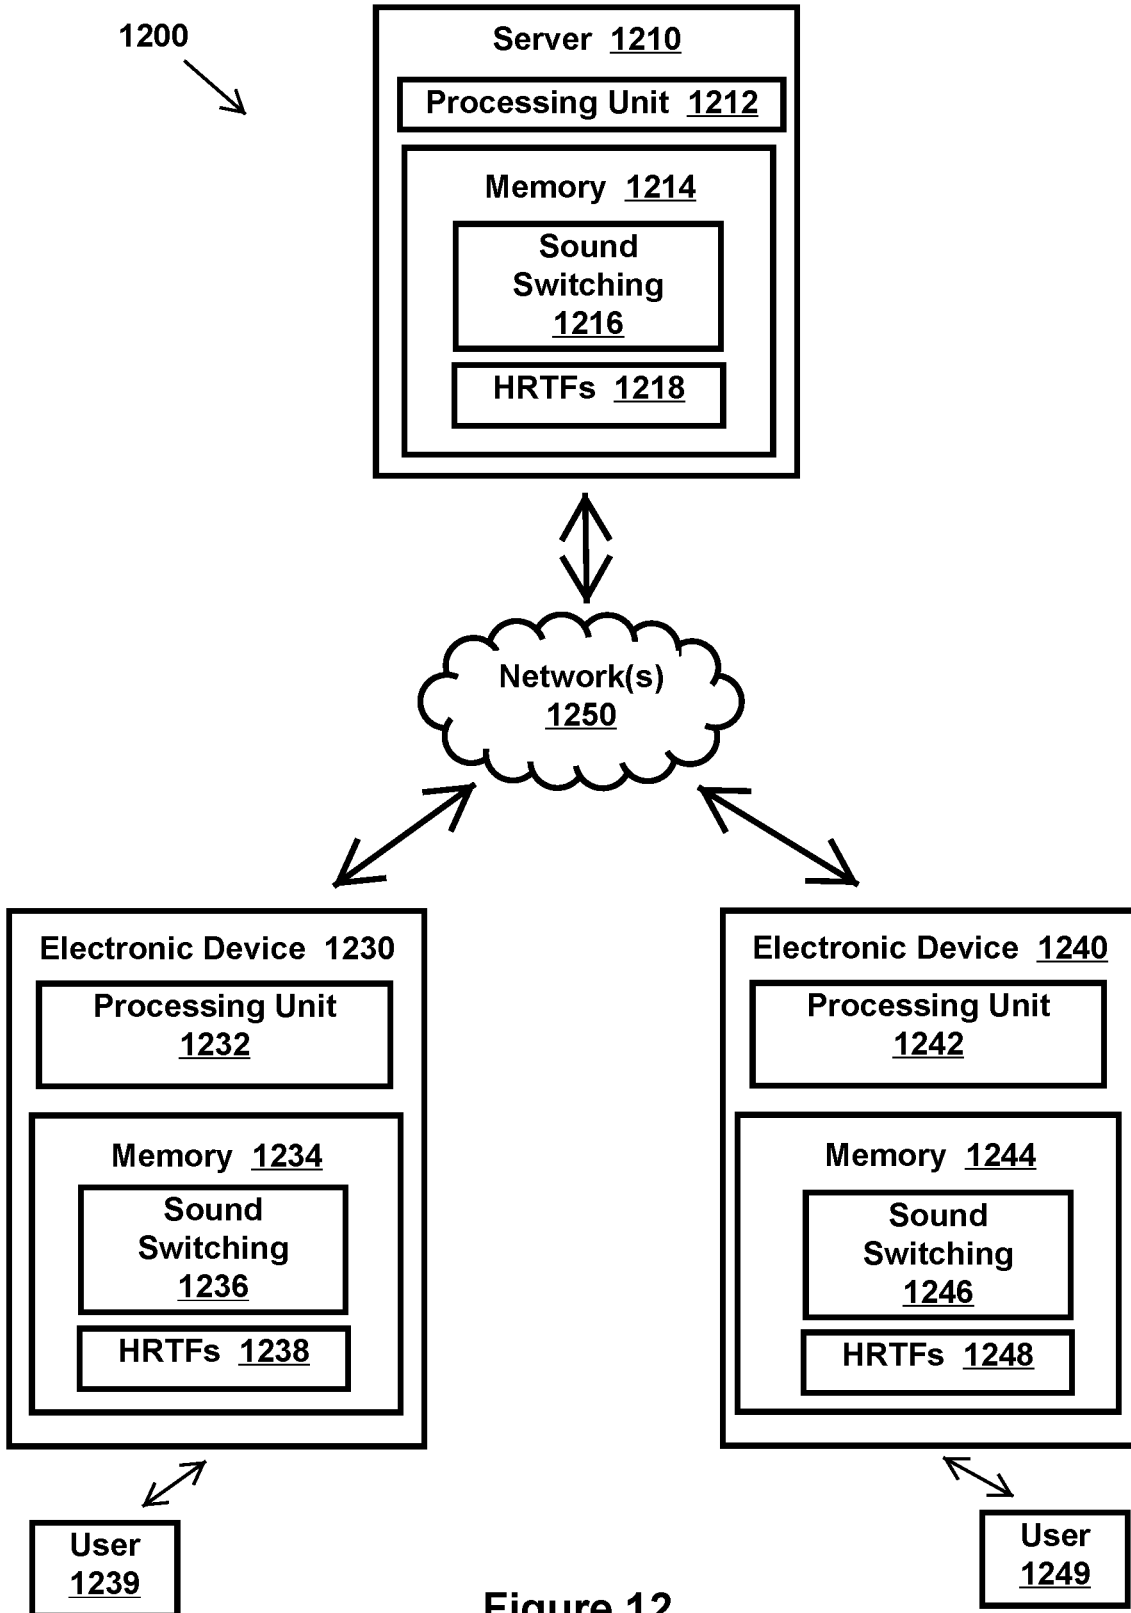 1200
Server 1210
Processing Unit 1212
Memory 1214
Sound
Switching
1216
HRTFs 1218
Network(s)
1250
Electronic Device 1230
Processing Unit
1232
Memory 1234
Sound
Switching
1236
HRTFs 1238
User
1239
Electronic Device 1240
Processing Unit
1242
Memory 1244
Sound
Switching
1246
HRTFs 1248
User
1249
Figure 12